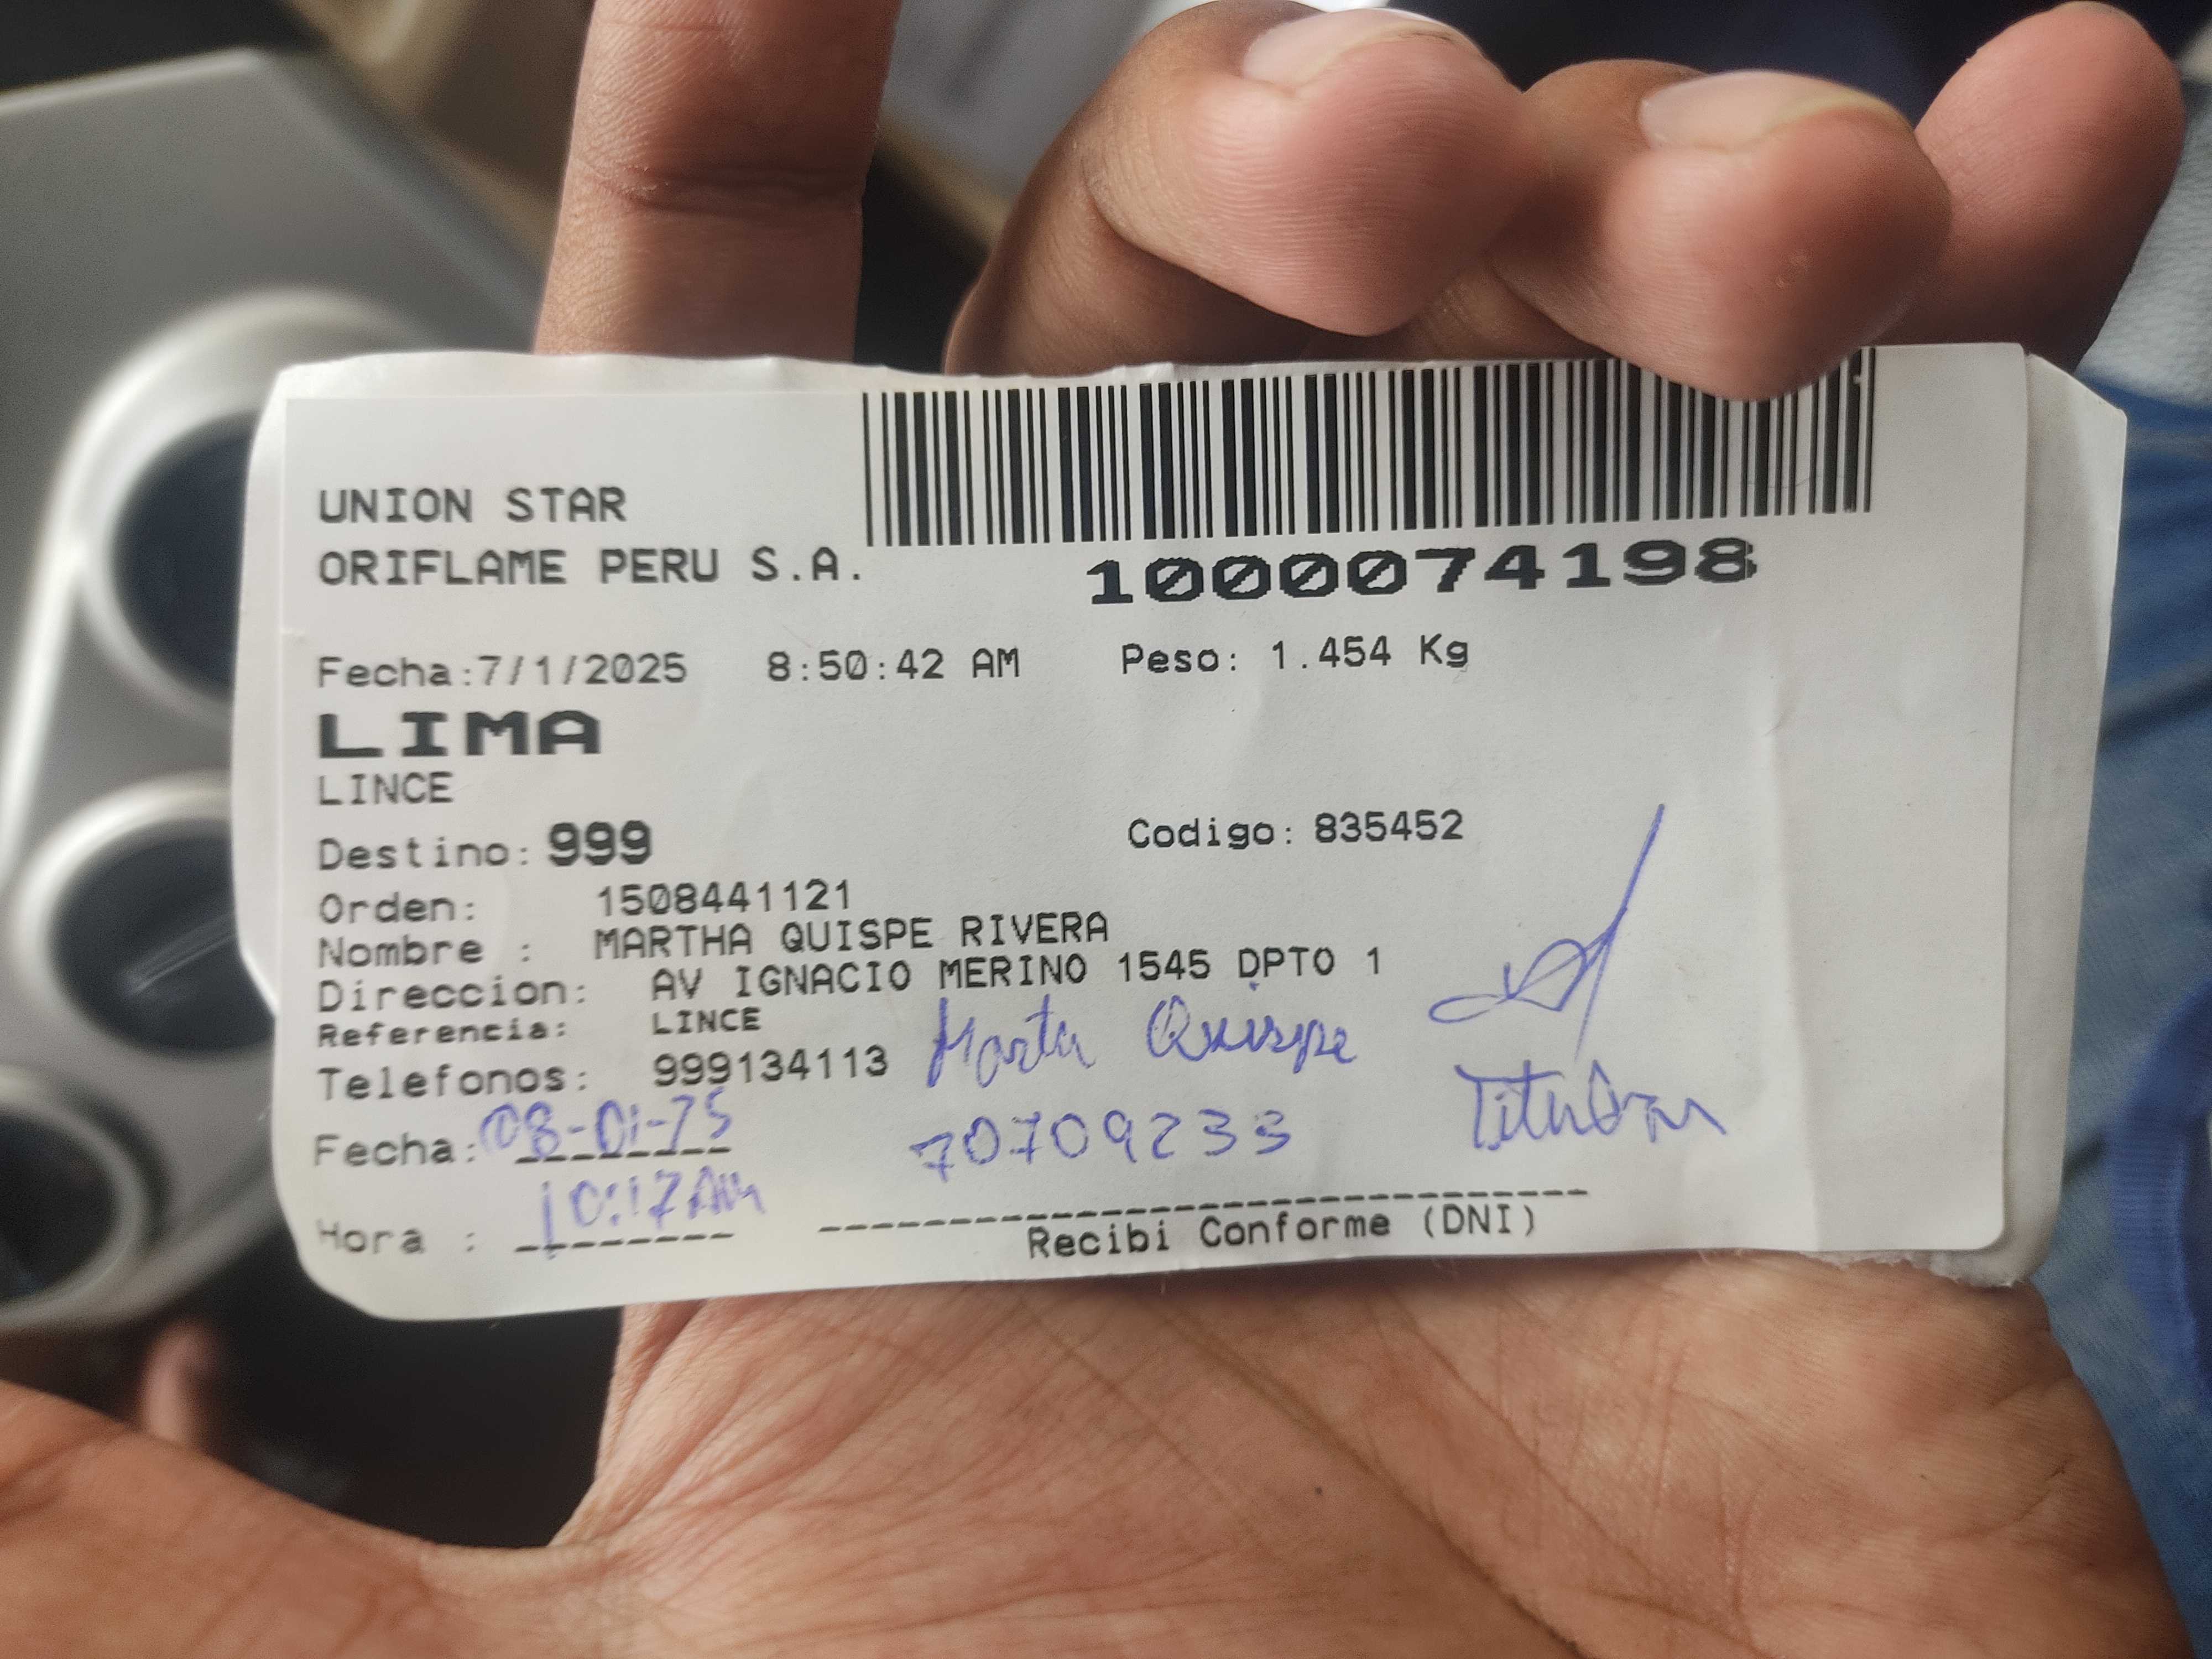 UNION STAR
ORIFLAME PERU S.A.
1000074198
Fecha:7/1/2025 8:50:42 AM Peso: 1.454 Kg
LIMA
LINCE
Destino: 999 Codigo: 835452
Orden: 1508441121
Nombre : MARTHA QUISPE RIVERA
Direccion: AV IGNACIO MERINO 1545 DPTO 1
Referencia: LINCE
Telefonos: 999134113 Marta Quispe
Titular
Fecha: 08-01-25 70709233
Hora : 10:17AM
Recibi Conforme (DNI)